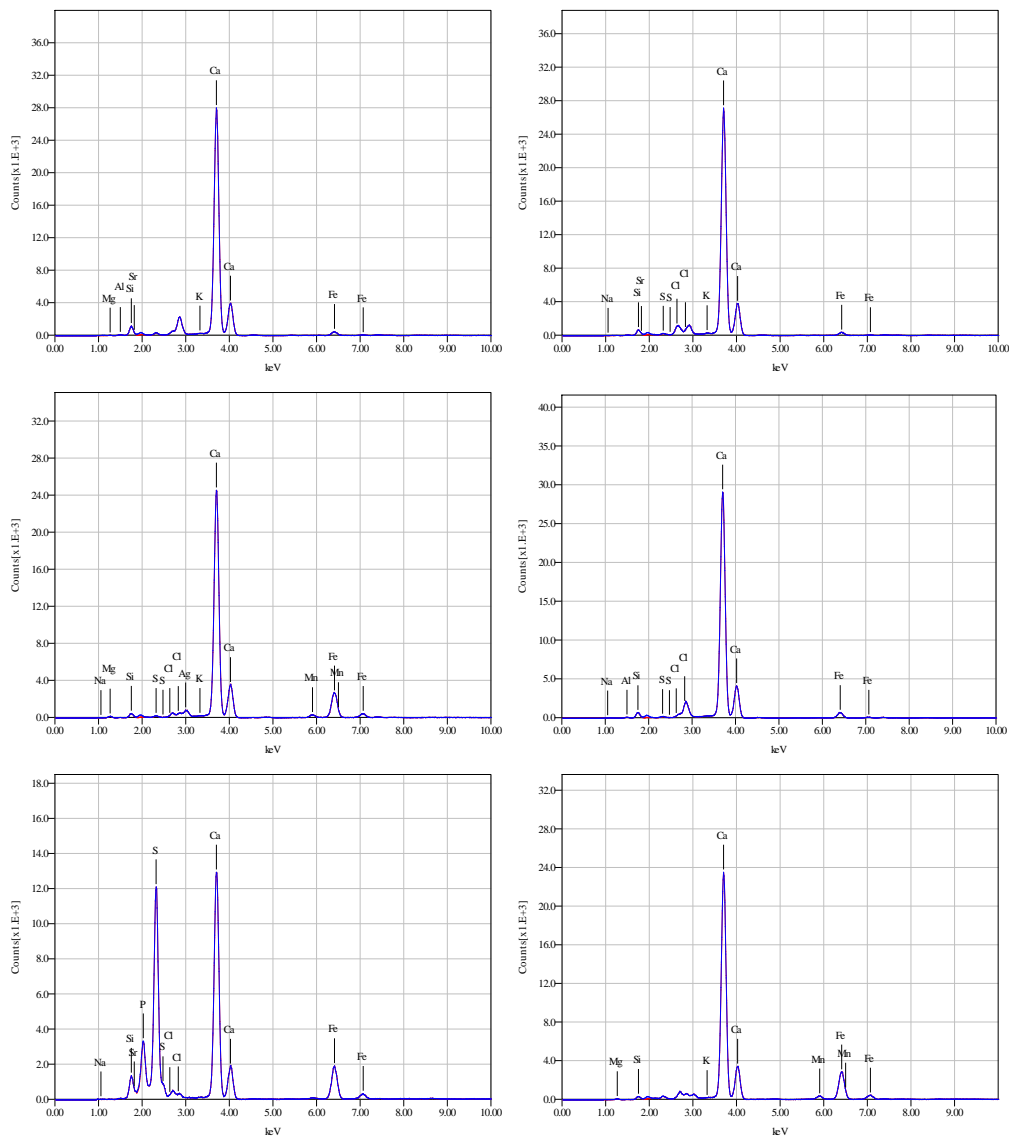 Counts[x1.E+3]
36.0
32.0
28.0
24.0
20.0
16.0
12.0
8.0
4.0
0.0
Ca
Ca
Sr
Al
Si
Mg
K
Fe
Fe
0.00 1.00 2.00 3.00 4.00 5.00 6.00 7.00 8.00 9.00 10.00
keV
Counts[x1.E+3]
36.0
32.0
28.0
24.0
20.0
16.0
12.0
8.0
4.0
0.0
Ca
Ca
Sr
Cl
Si
Cl
Na
S S
K
Fe
Fe
0.00 1.00 2.00 3.00 4.00 5.00 6.00 7.00 8.00 9.00 10.00
keV
Counts[x1.E+3]
32.0
28.0
24.0
20.0
16.0
12.0
8.0
4.0
0.0
Ca
Ca
Cl
Fe
Mg
Cl
Ag
Mn
Na
Si
S S
K
Mn
Fe
0.00 1.00 2.00 3.00 4.00 5.00 6.00 7.00 8.00 9.00 10.00
keV
Counts[x1.E+3]
40.0
35.0
30.0
25.0
20.0
15.0
10.0
5.0
0.0
Ca
Ca
Cl
Si
Cl
Na
Al
S S
Fe
Fe
0.00 1.00 2.00 3.00 4.00 5.00 6.00 7.00 8.00 9.00 10.00
keV
Counts[x1.E+3]
18.0
16.0
14.0
12.0
10.0
8.0
6.0
4.0
2.0
0.0
Ca
S
P
Ca
Fe
Si
Cl
Sr
S
Cl
Na
Fe
0.00 1.00 2.00 3.00 4.00 5.00 6.00 7.00 8.00 9.00 10.00
keV
Counts[x1.E+3]
32.0
28.0
24.0
20.0
16.0
12.0
8.0
4.0
0.0
Ca
Ca
Fe
Mn
Mg
Si
K
Mn
Fe
0.00 1.00 2.00 3.00 4.00 5.00 6.00 7.00 8.00 9.00
keV